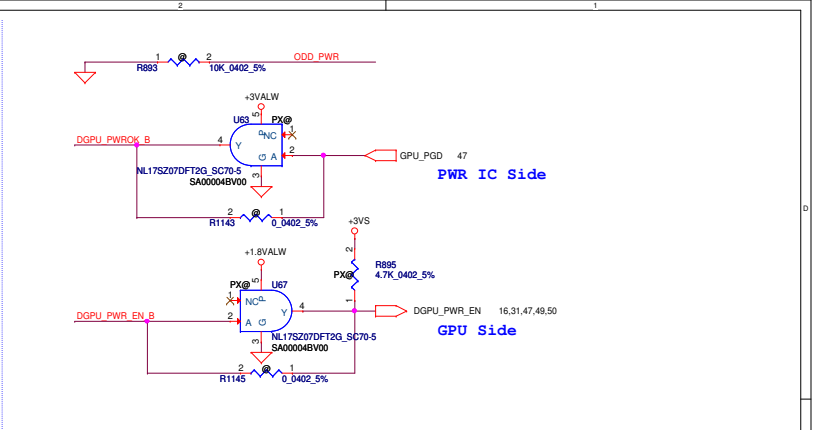 2
1
1
@
2
ODD_PWR
R893
10K_0402_5%
+3VALW
U63
PX@
5
P
NC
1
DGPU_PWROK_B
4
Y
2
A
G
GPU_PGD
47
3
NL17SZ07DFT2G_SC70-5
SA00004BV00
PWR IC Side
D
2
@
1
R1143
0_0402_5%
+3VS
+1.8VALW
2
R895
PX@
4.7K_0402_5%
PX@
5
U67
1
NC
P
1
DGPU_PWR_EN_B
2
A
G
Y
4
DGPU_PWR_EN
16,31,47,49,50
3
NL17SZ07DFT2G_SC70-5
SA00004BV00
GPU Side
2
@
1
R1145
0_0402_5%